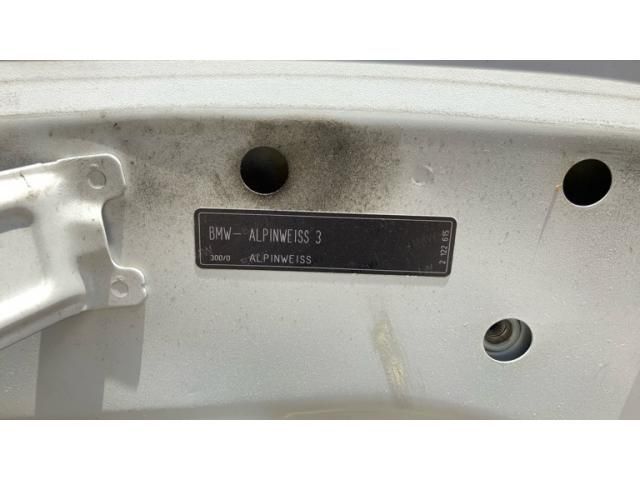 BMW- ALPINWEISS 3
300/0 ALPINWEISS
2 122 615